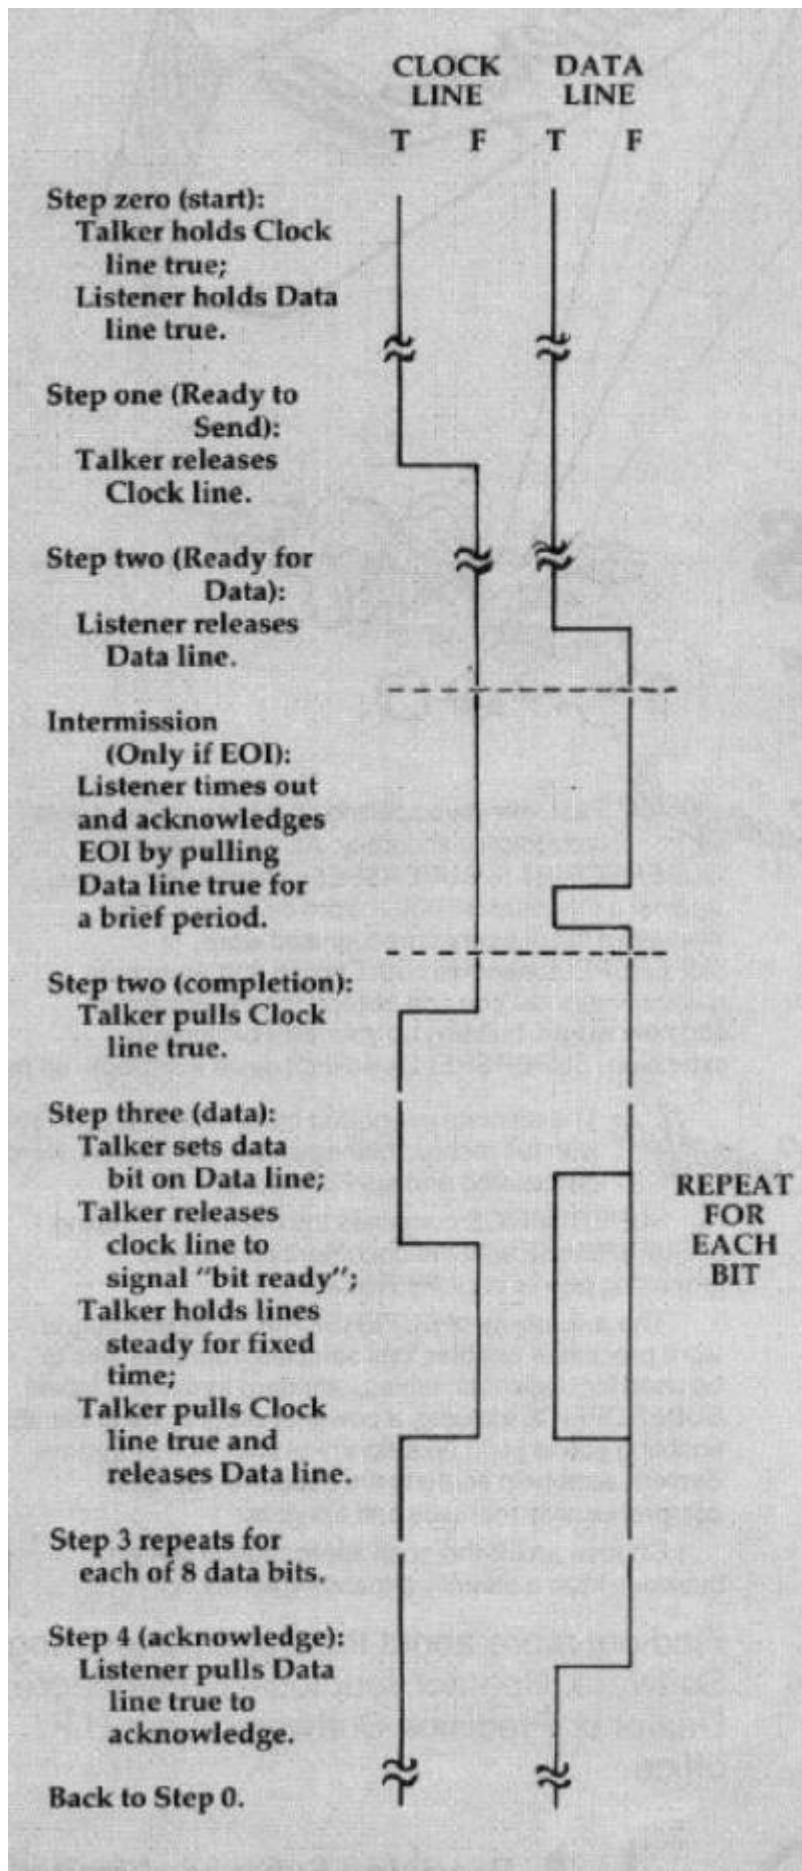 CLOCK LINE
DATA LINE
T F T F
Step zero (start):
Talker holds Clock
line true;
Listener holds Data
line true.
Step one (Ready to
Send):
Talker releases
Clock line.
Step two (Ready for
Data):
Listener releases
Data line.
Intermission
(Only if EOI):
Listener times out
and acknowledges
EOI by pulling
Data line true for
a brief period.
Step two (completion):
Talker pulls Clock
line true.
Step three (data):
Talker sets data
bit on Data line;
Talker releases
clock line to
signal "bit ready";
Talker holds lines
steady for fixed
time;
Talker pulls Clock
line true and
releases Data line.
REPEAT
FOR
EACH
BIT
Step 3 repeats for
each of 8 data bits.
Step 4 (acknowledge):
Listener pulls Data
line true to
acknowledge.
Back to Step 0.